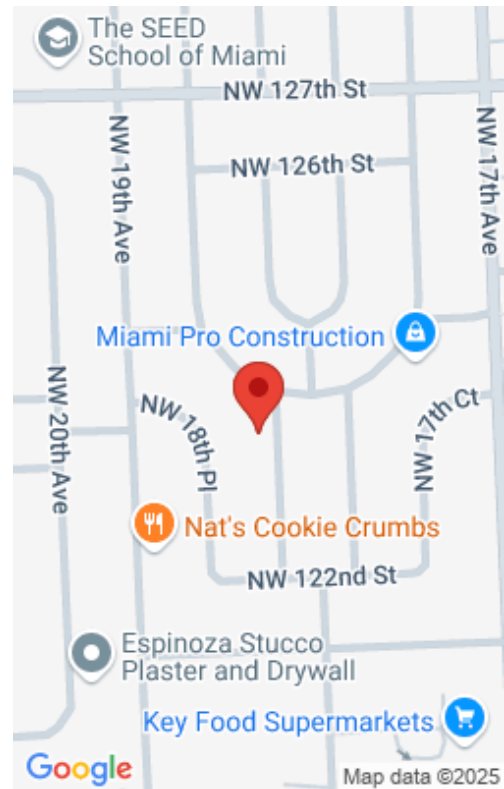 The SEED
School of Miami
NW 127th St
NW 19th Ave
NW 17th Ave
NW 126th St
Miami Pro Construction
NW 20th Ave
NW 18th Pl
NW 17th Ct
Nat's Cookie Crumbs
NW 122nd St
Espinoza Stucco
Plaster and Drywall
Key Food Supermarkets
Google
Map data ©2025